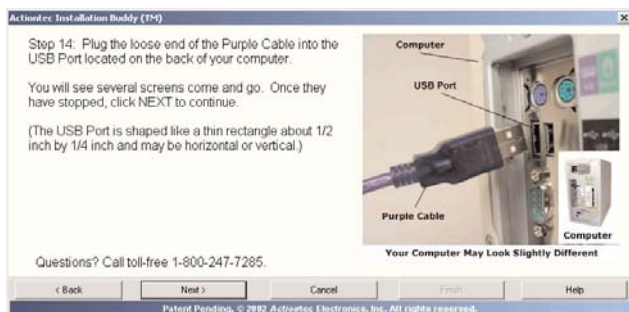 Actiontec Installation Buddy (TM)
Step 14: Plug the loose end of the Purple Cable into the
USB Port located on the back of your computer.
You will see several screens come and go. Once they
have stopped, click NEXT to continue.
(The USB Port is shaped like a thin rectangle about 1/2
inch by 1/4 inch and may be horizontal or vertical.)
Questions? Call toll-free 1-800-247-7285.
Computer
USB Port
Purple Cable
Computer
Your Computer May Look Slightly Different
< Back
Next >
Cancel
Finish
Help
Patent Pending. © 2002 Actiontec Electronics, Inc. All rights reserved.